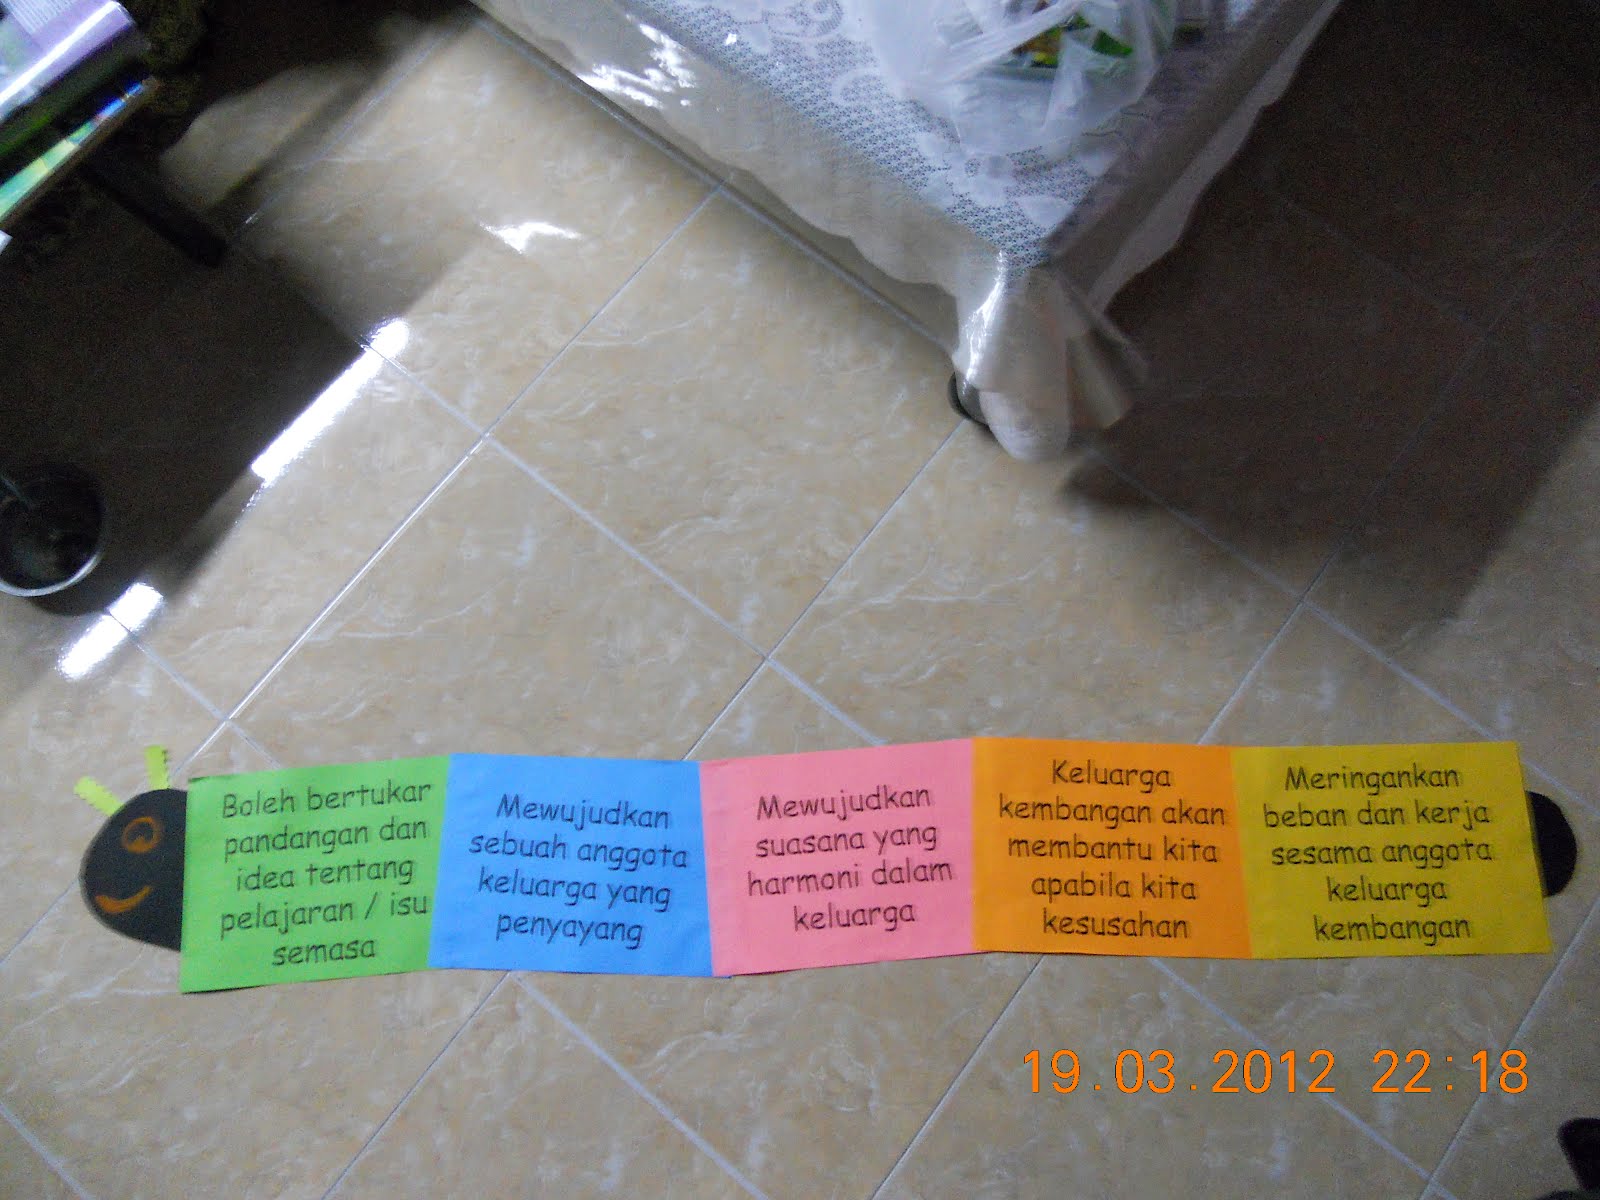 Boleh bertukar
pandangan dan
idea tentang
pelajaran / isu
semasa
Mewujudkan
sebuah anggota
keluarga yang
penyayang
Mewujudkan
suasana yang
harmoni dalam
keluarga
Keluarga
kembangan akan
membantu kita
apabila kita
kesusahan
Meringankan
beban dan kerja
sesama anggota
keluarga
kembangan
19.03.2012 22:18